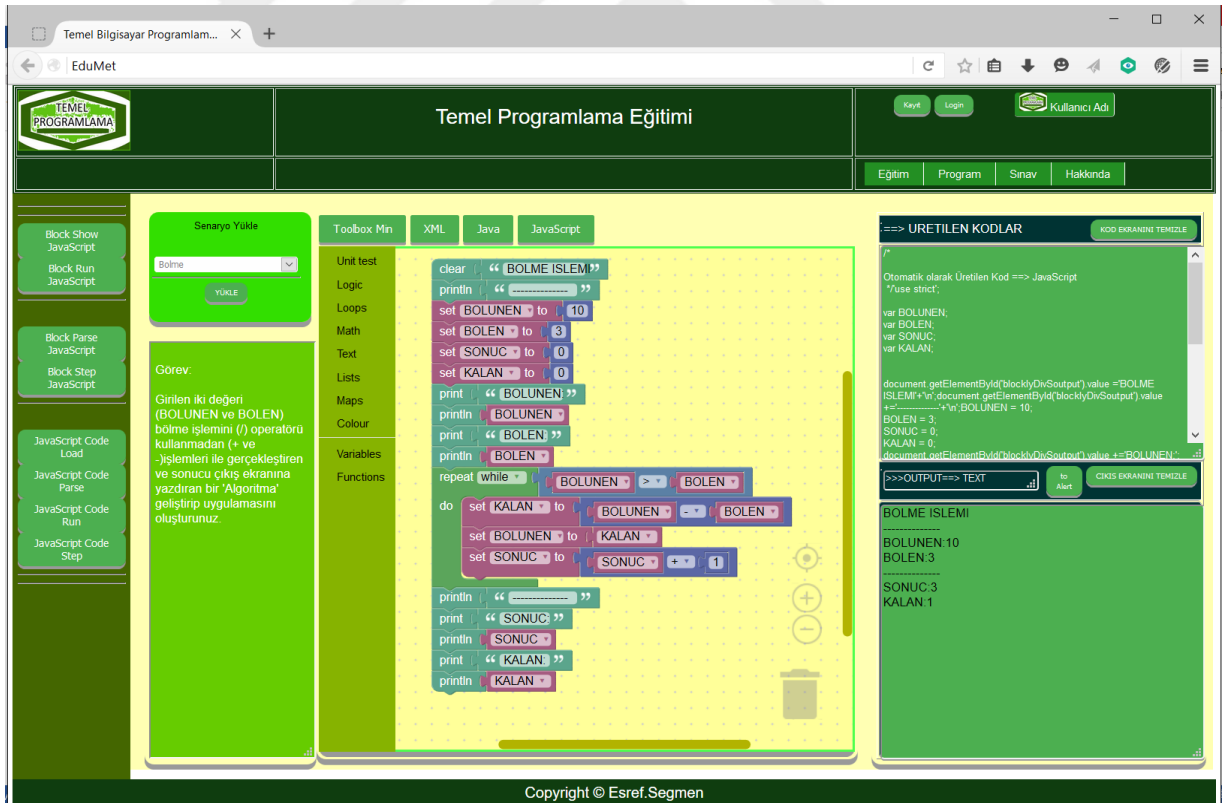 Temel Bilgisayar Programlam...
EduMet
TEMEL
PROGRAMLAMA
Temel Programlama Eğitimi
Kayıt
Login
Kullanıcı Adı
Eğitim
Program
Sınav
Hakkında
Block Show
JavaScript
Block Run
JavaScript
Block Parse
JavaScript
Block Step
JavaScript
JavaScript Code
Load
JavaScript Code
Parse
JavaScript Code
Run
JavaScript Code
Step
Senaryo Yükle
Bolme
YÜKLE
Görev:
Girilen iki değeri
(BOLUNEN ve BOLEN)
bölme işlemini (/) operatörü
kullanmadan (+ ve
-)işlemleri ile gerçekleştiren
ve sonucu çıkış ekranına
yazdıran bir 'Algoritma'
geliştirip uygulamasını
oluşturunuz.
Toolbox Min
XML
Java
JavaScript
Unit test
Logic
Loops
Math
Text
Lists
Maps
Colour
Variables
Functions
clear “ BOLME ISLEMI ”
println “ -------------- ”
set BOLUNEN to 10
set BOLEN to 3
set SONUC to 0
set KALAN to 0
print “ BOLUNEN: ”
println BOLUNEN
print “ BOLEN: ”
println BOLEN
repeat while BOLUNEN > BOLEN
do set KALAN to BOLUNEN - BOLEN
set BOLUNEN to KALAN
set SONUC to SONUC + 1
println “ -------------- ”
print “ SONUC: ”
println SONUC
print “ KALAN: ”
println KALAN
:==> URETILEN KODLAR
KOD EKRANINI TEMIZLE
/*
Otomatik olarak Üretilen Kod ==> JavaScript
*/'use strict';
var BOLUNEN;
var BOLEN;
var SONUC;
var KALAN;
document.getElementById('blocklyDivSoutput').value ='BOLME
ISLEMI'+'\n';document.getElementById('blocklyDivSoutput').value
+='--------------'+'\n';BOLUNEN = 10;
BOLEN = 3;
SONUC = 0;
KALAN = 0;
document.getElementById('blocklyDivSoutput').value +='BOLUNEN:';
>>>OUTPUT==> TEXT
to
Alert
CIKIS EKRANINI TEMIZLE
BOLME ISLEMI
--------------
BOLUNEN:10
BOLEN:3
--------------
SONUC:3
KALAN:1
Copyright © Esref.Segmen